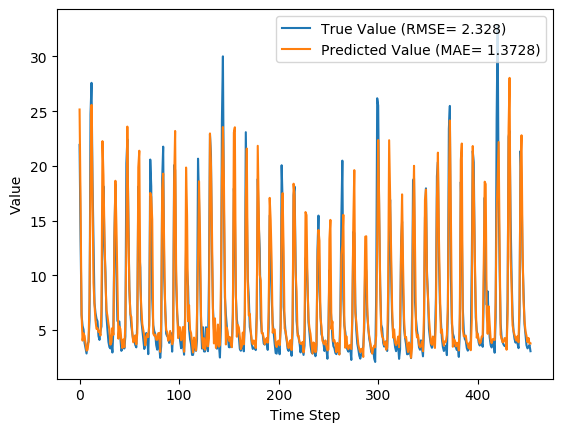 True Value (RMSE= 2.328)
Predicted Value (MAE= 1.3728)
30
25
20
15
10
5
Value
0
100
200
300
400
Time Step